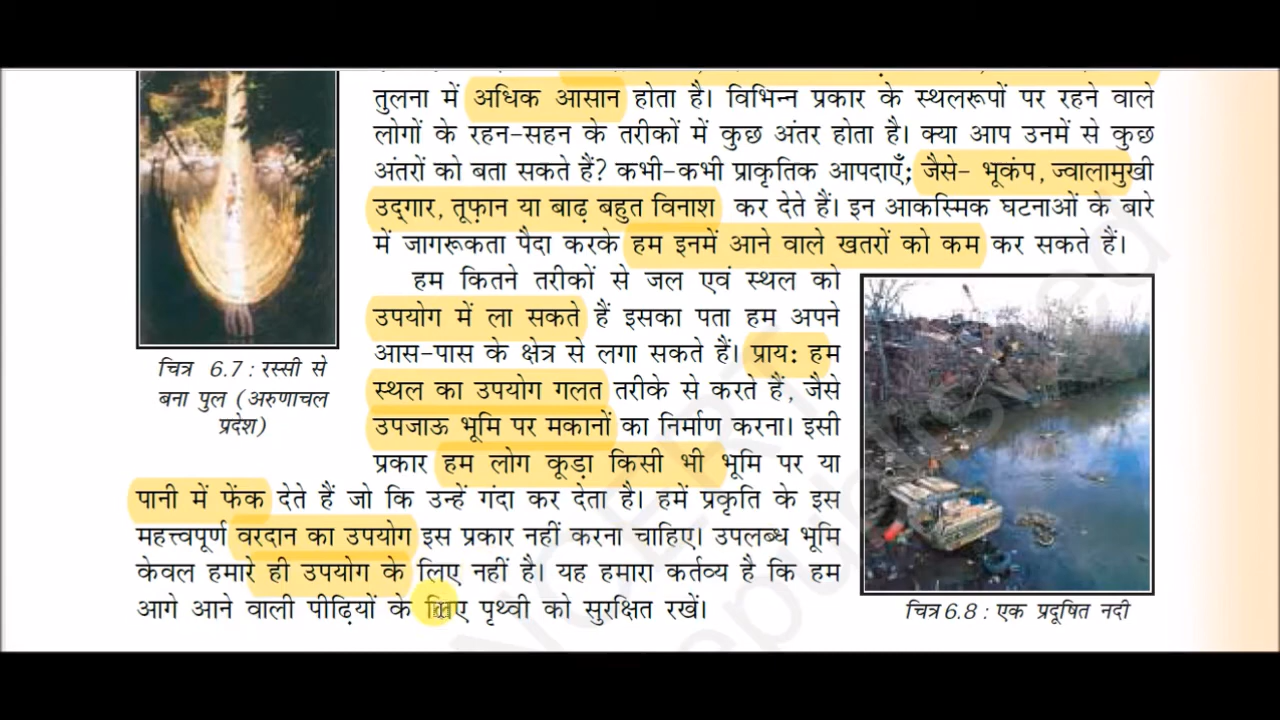 तुलना में अधिक आसान होता है। विभिन्न प्रकार के स्थलरूपों पर रहने वाले
लोगों के रहन-सहन के तरीकों में कुछ अंतर होता है। क्या आप उनमें से कुछ
अंतरों को बता सकते हैं? कभी-कभी प्राकृतिक आपदाएँ; जैसे- भूकंप, ज्वालामुखी
उद्‌गार, तूफ़ान या बाढ़ बहुत विनाश कर देते हैं। इन आकस्मिक घटनाओं के बारे
में जागरूकता पैदा करके हम इनमें आने वाले खतरों को कम कर सकते हैं।
हम कितने तरीकों से जल एवं स्थल को
उपयोग में ला सकते हैं इसका पता हम अपने
आस-पास के क्षेत्र से लगा सकते हैं। प्राय: हम
स्थल का उपयोग गलत तरीके से करते हैं, जैसे
उपजाऊ भूमि पर मकानों का निर्माण करना। इसी
प्रकार हम लोग कूड़ा किसी भी भूमि पर या
पानी में फेंक देते हैं जो कि उन्हें गंदा कर देता है। हमें प्रकृति के इस
महत्त्वपूर्ण वरदान का उपयोग इस प्रकार नहीं करना चाहिए। उपलब्ध भूमि
केवल हमारे ही उपयोग के लिए नहीं है। यह हमारा कर्तव्य है कि हम
आगे आने वाली पीढ़ियों के लिए पृथ्वी को सुरक्षित रखें।
चित्र 6.7 : रस्सी से
बना पुल (अरुणाचल
प्रदेश)
चित्र 6.8 : एक प्रदूषित नदी